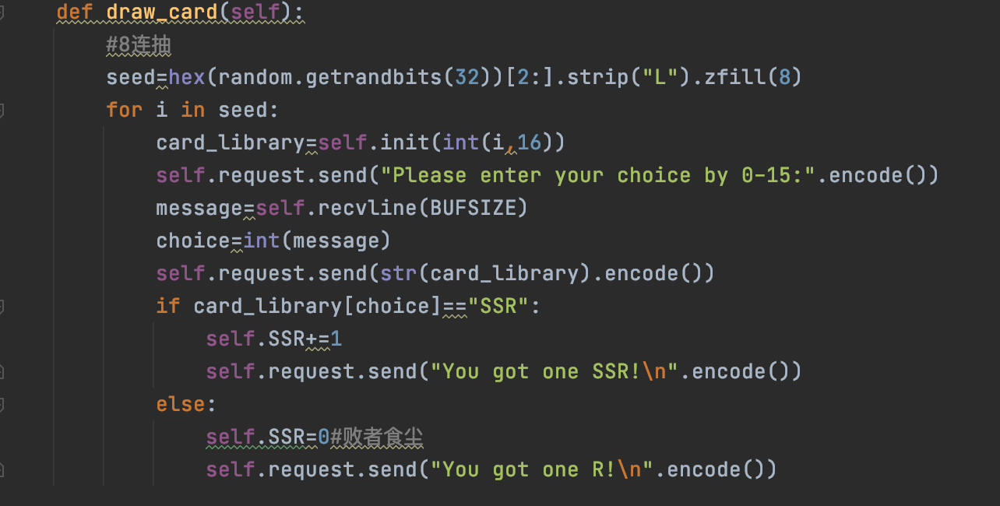 def draw_card(self):
#8连抽
seed=hex(random.getrandbits(32))[2:].strip("L").zfill(8)
for i in seed:
card_library=self.init(int(i,16))
self.request.send("Please enter your choice by 0-15:".encode())
message=self.recvline(BUFSIZE)
choice=int(message)
self.request.send(str(card_library).encode())
if card_library[choice]=="SSR":
self.SSR+=1
self.request.send("You got one SSR!\n".encode())
else:
self.SSR=0#败者食尘
self.request.send("You got one R!\n".encode())